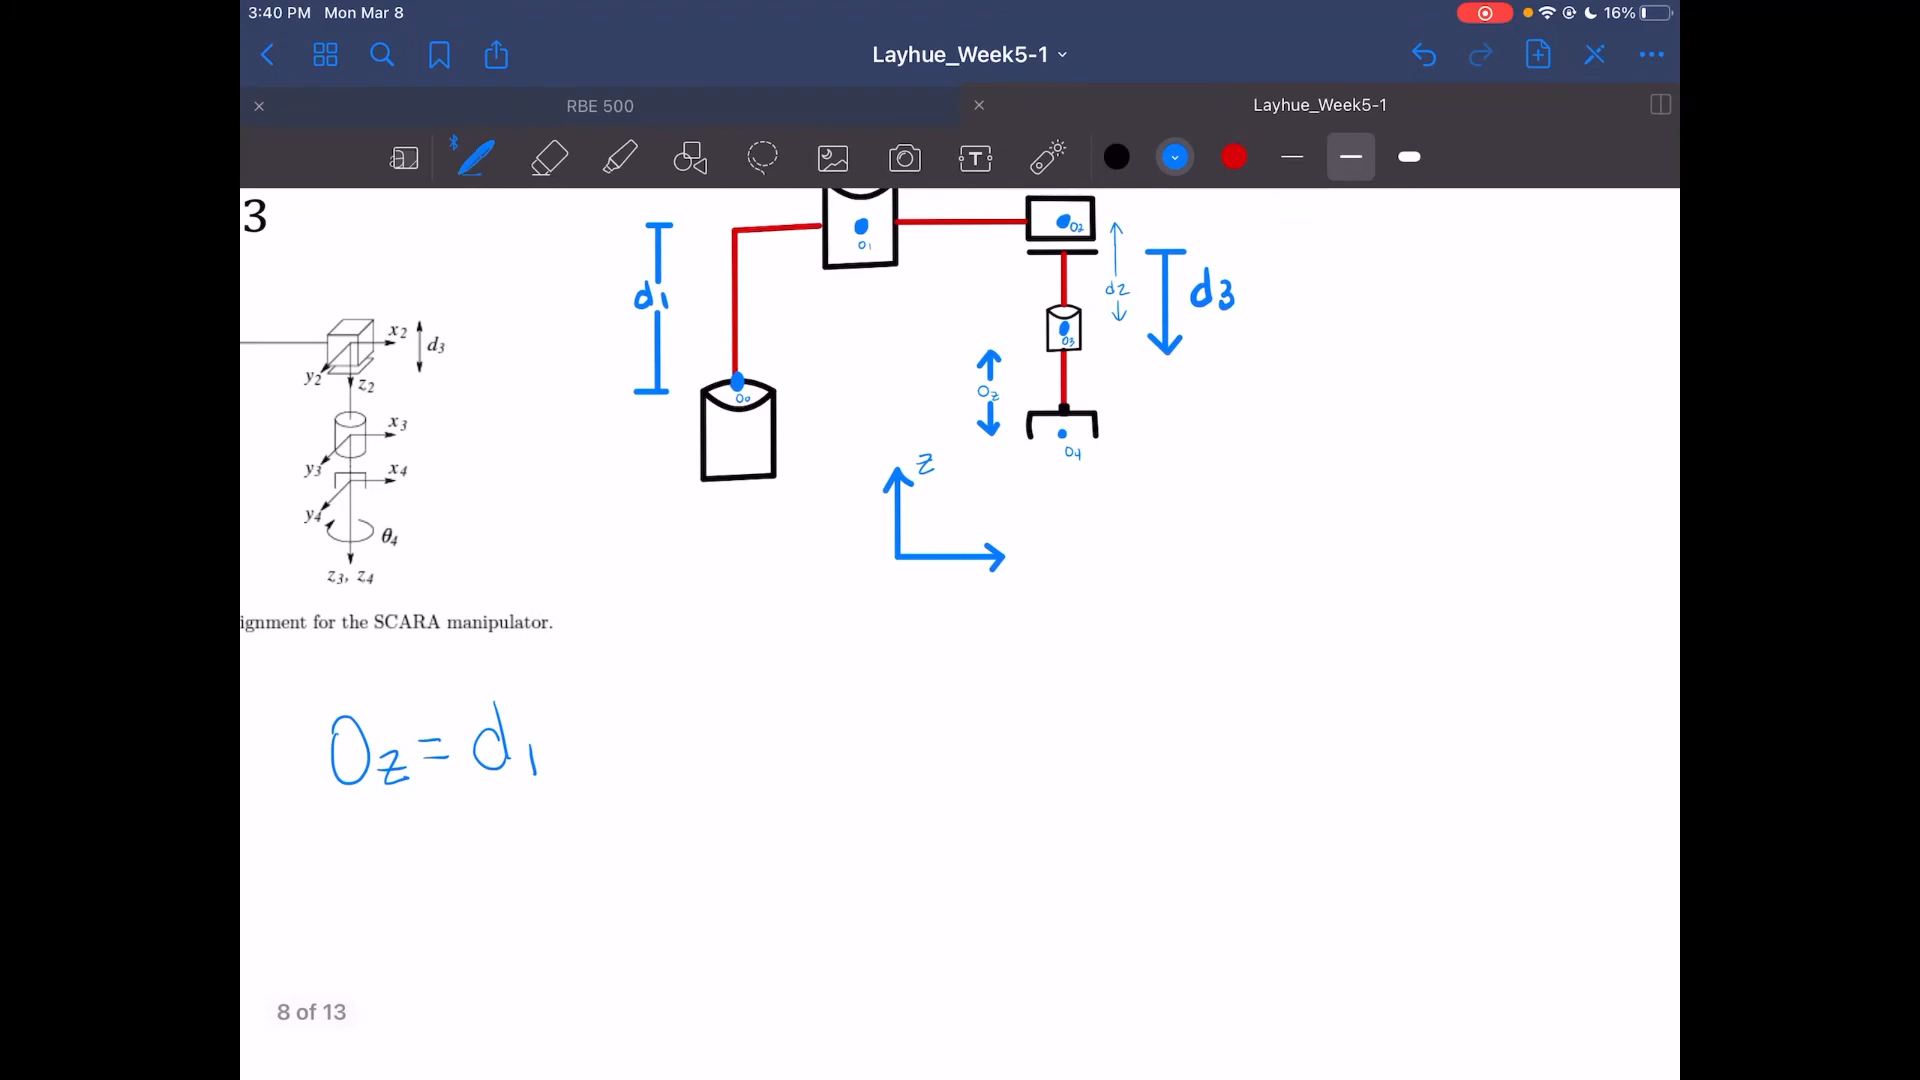 3:40 PM Mon Mar 8
16%
Layhue_Week5-1
RBE 500
Layhue_Week5-1
T
3
O1
O2
d1
d2
d3
x2
d3
y2
z2
O3
Oz
O0
x3
y3
x4
O4
z
y4
θ4
z3, z4
ignment for the SCARA manipulator.
Oz = d1
8 of 13